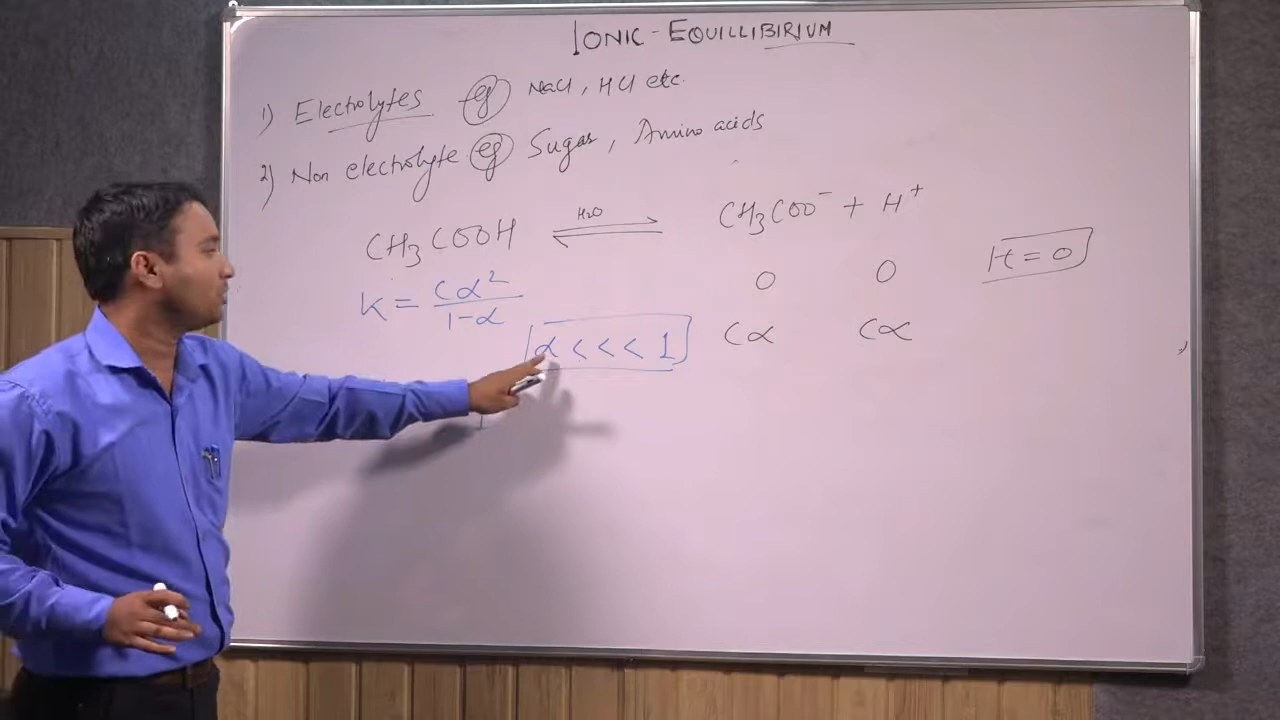 IONIC-EQUILLIBIRIUM
1) Electrolytes eg NaCl, HCl etc.
2) Non electrolyte eg Sugar, Amino acids
CH3COOH ⇌ H2O CH3COO⁻ + H⁺
0 0 H = 0
K = Cα²/1-α
α <<< 1 Cα Cα